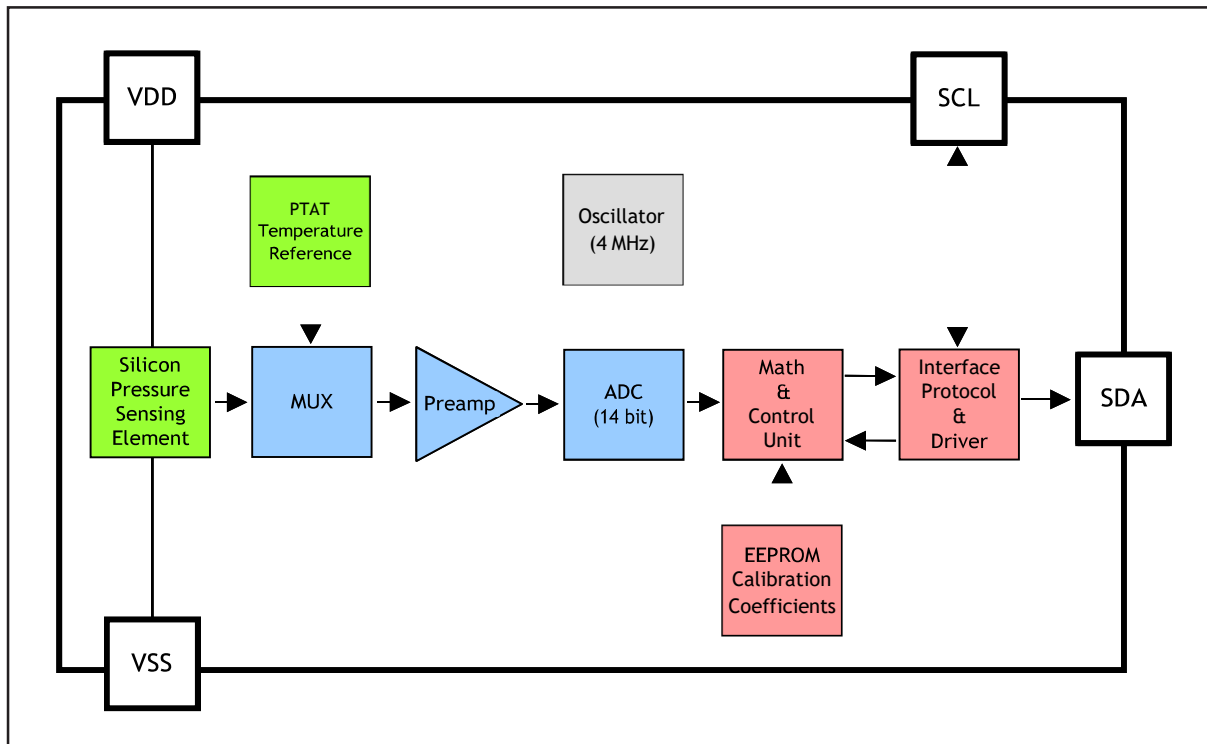 VDD
SCL
PTAT
Temperature
Reference
Oscillator
(4 MHz)
Silicon
Pressure
Sensing
Element
MUX
Preamp
ADC
(14 bit)
Math
&
Control
Unit
Interface
Protocol
&
Driver
SDA
EEPROM
Calibration
Coefficients
VSS